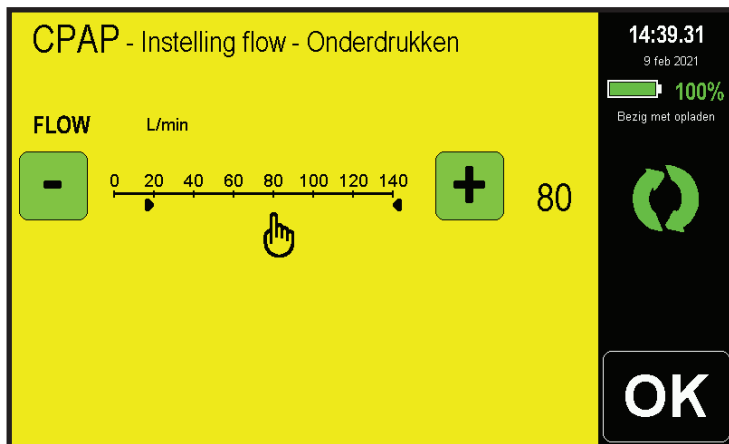 CPAP - Instelling flow - Onderdrukken
14:39.31
9 feb 2021
100%
Bezig met opladen
FLOW L/min
- 0 20 40 60 80 100 120 140 + 80
OK